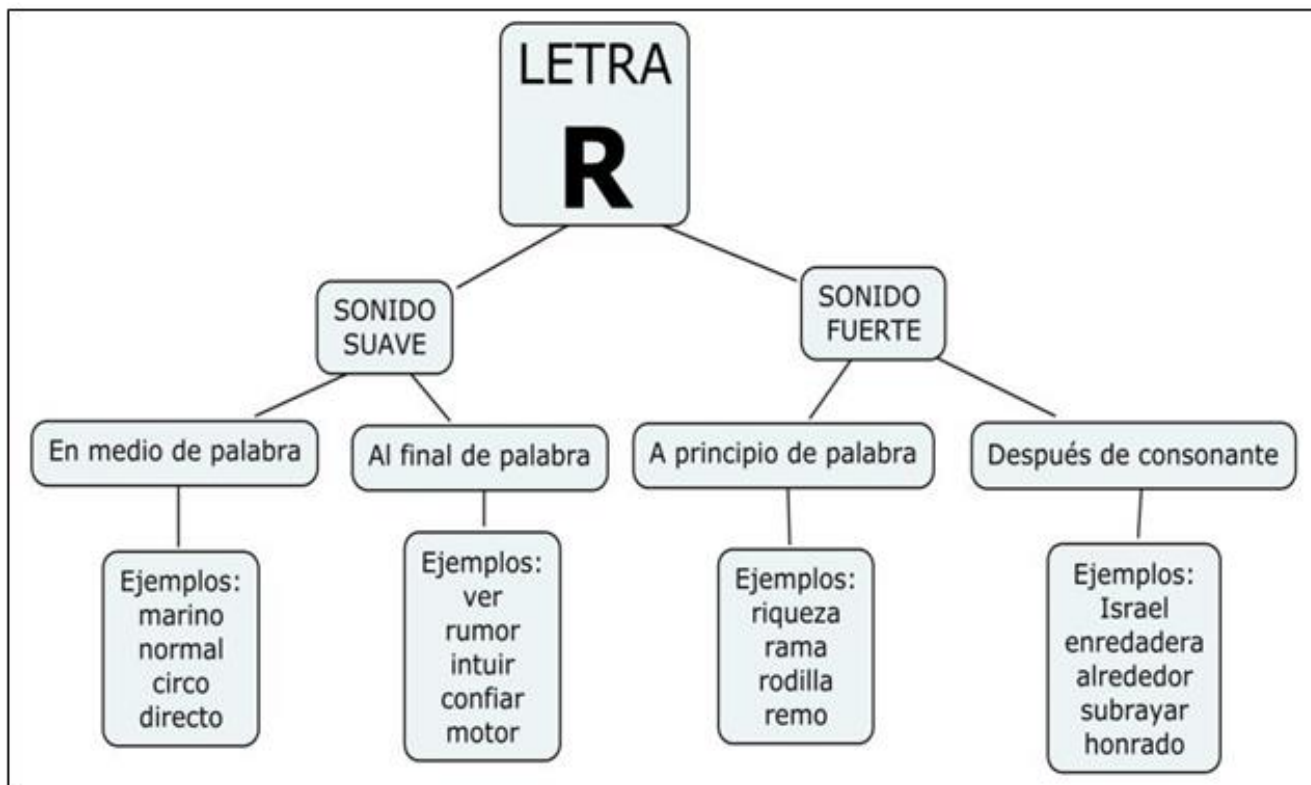 LETRA
R
SONIDO
SUAVE
SONIDO
FUERTE
En medio de palabra
Al final de palabra
A principio de palabra
Después de consonante
Ejemplos:
marino
normal
circo
directo
Ejemplos:
ver
rumor
intuir
confiar
motor
Ejemplos:
riqueza
rama
rodilla
remo
Ejemplos:
Israel
enredadera
alrededor
subrayar
honrado